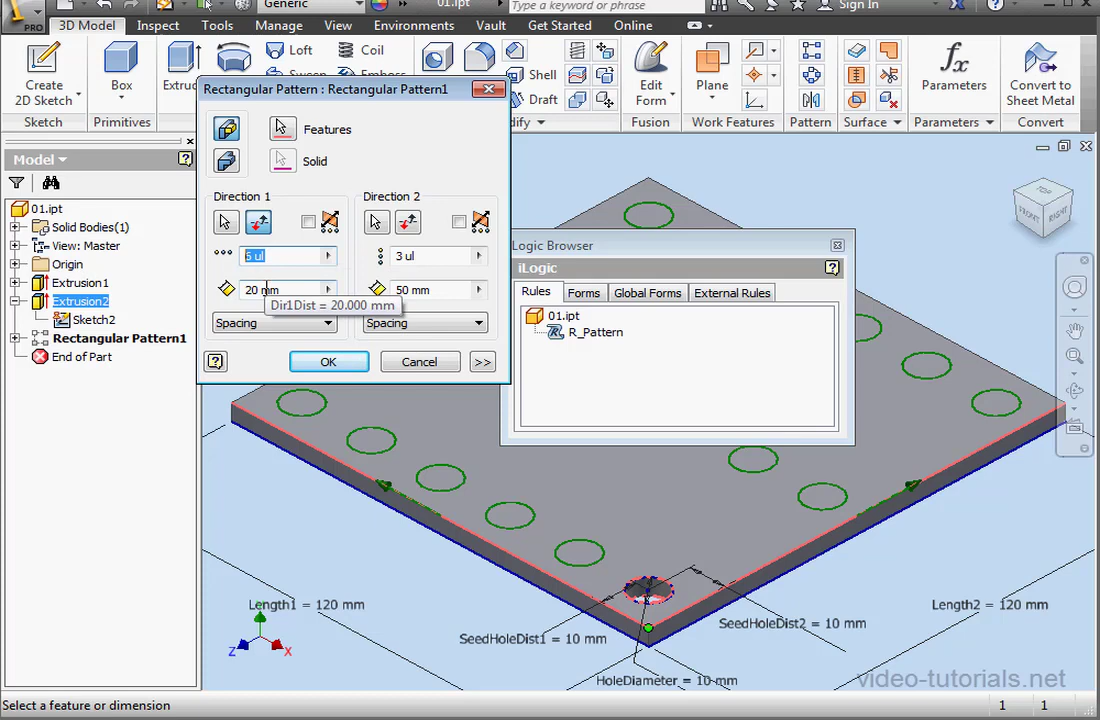 Generic
01.ipt
Type a keyword or phrase
Sign In
PRO
3D Model
Inspect
Tools
Manage
View
Environments
Vault
Get Started
Online
Create
2D Sketch
Box
Extrud
Loft
Coil
Shell
Draft
Edit
Form
Plane
Parameters
Convert to
Sheet Metal
Sketch
Primitives
dify
Fusion
Work Features
Pattern
Surface
Parameters
Convert
Rectangular Pattern : Rectangular Pattern1
Features
Solid
Direction 1
Direction 2
3 ul
20 mm
50 mm
Dir1Dist = 20.000 mm
Spacing
Spacing
OK
Cancel
>>
Model
01.ipt
Solid Bodies(1)
View: Master
Origin
Extrusion1
Extrusion2
Sketch2
Rectangular Pattern1
End of Part
Logic Browser
iLogic
Rules
Forms
Global Forms
External Rules
01.ipt
R_Pattern
TOP
FRONT
RIGHT
Length1 = 120 mm
Length2 = 120 mm
SeedHoleDist1 = 10 mm
SeedHoleDist2 = 10 mm
HoleDiameter = 10 mm
Z
X
video-tutorials.net
Select a feature or dimension
1
1